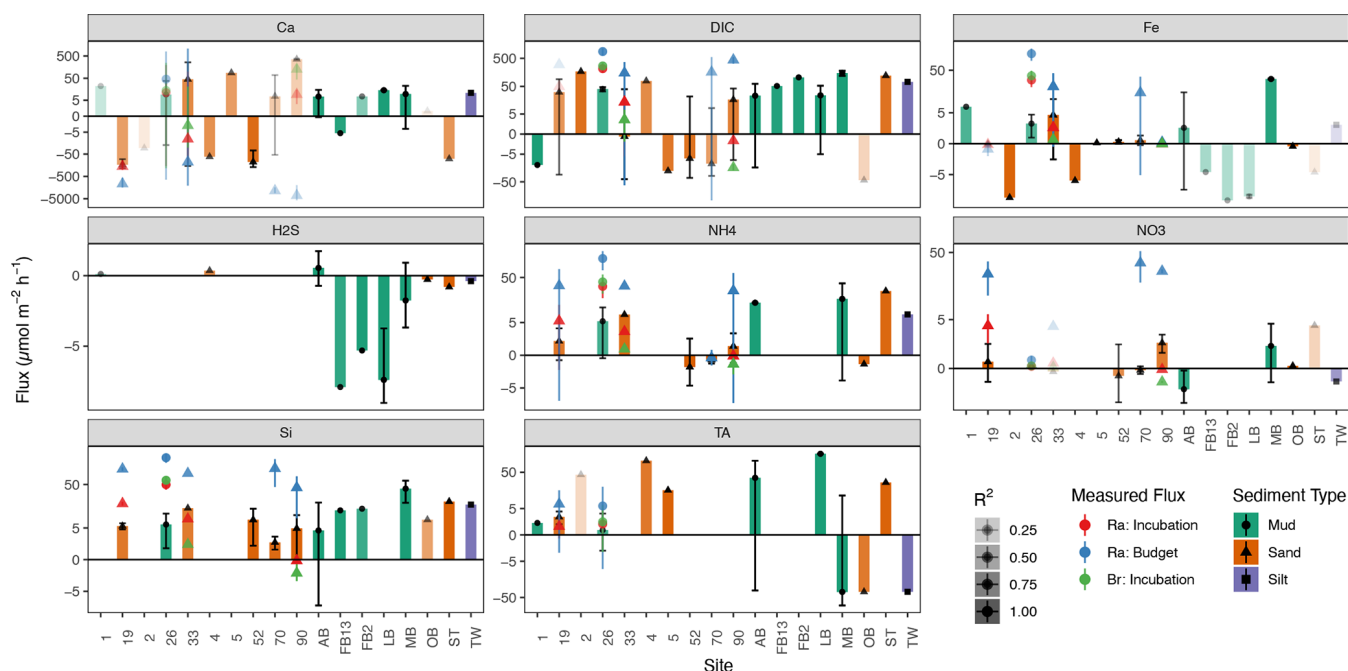 Ca
DIC
Fe
500
50
5
−5
−50
−5000
500
50
5
0
−50
50
5
0
−5
H2S
NH4
NO3
0
−5
50
5
0
−5
50
5
0
Flux (μmol m−2 h−1)
1
19
2
26
33
4
5
52
70
90
AB
FB13
FB2
LB
MB
OB
ST
TW
Si
TA
50
5
0
−5
50
5
0
−50
1
19
2
26
33
4
5
52
70
90
AB
FB13
FB2
LB
MB
OB
ST
TW
1
19
2
26
33
4
5
52
70
90
AB
FB13
FB2
LB
MB
OB
ST
TW
Site
R2
0.25
0.50
0.75
1.00
Measured Flux
Ra: Incubation
Ra: Budget
Br: Incubation
Sediment Type
Mud
Sand
Silt